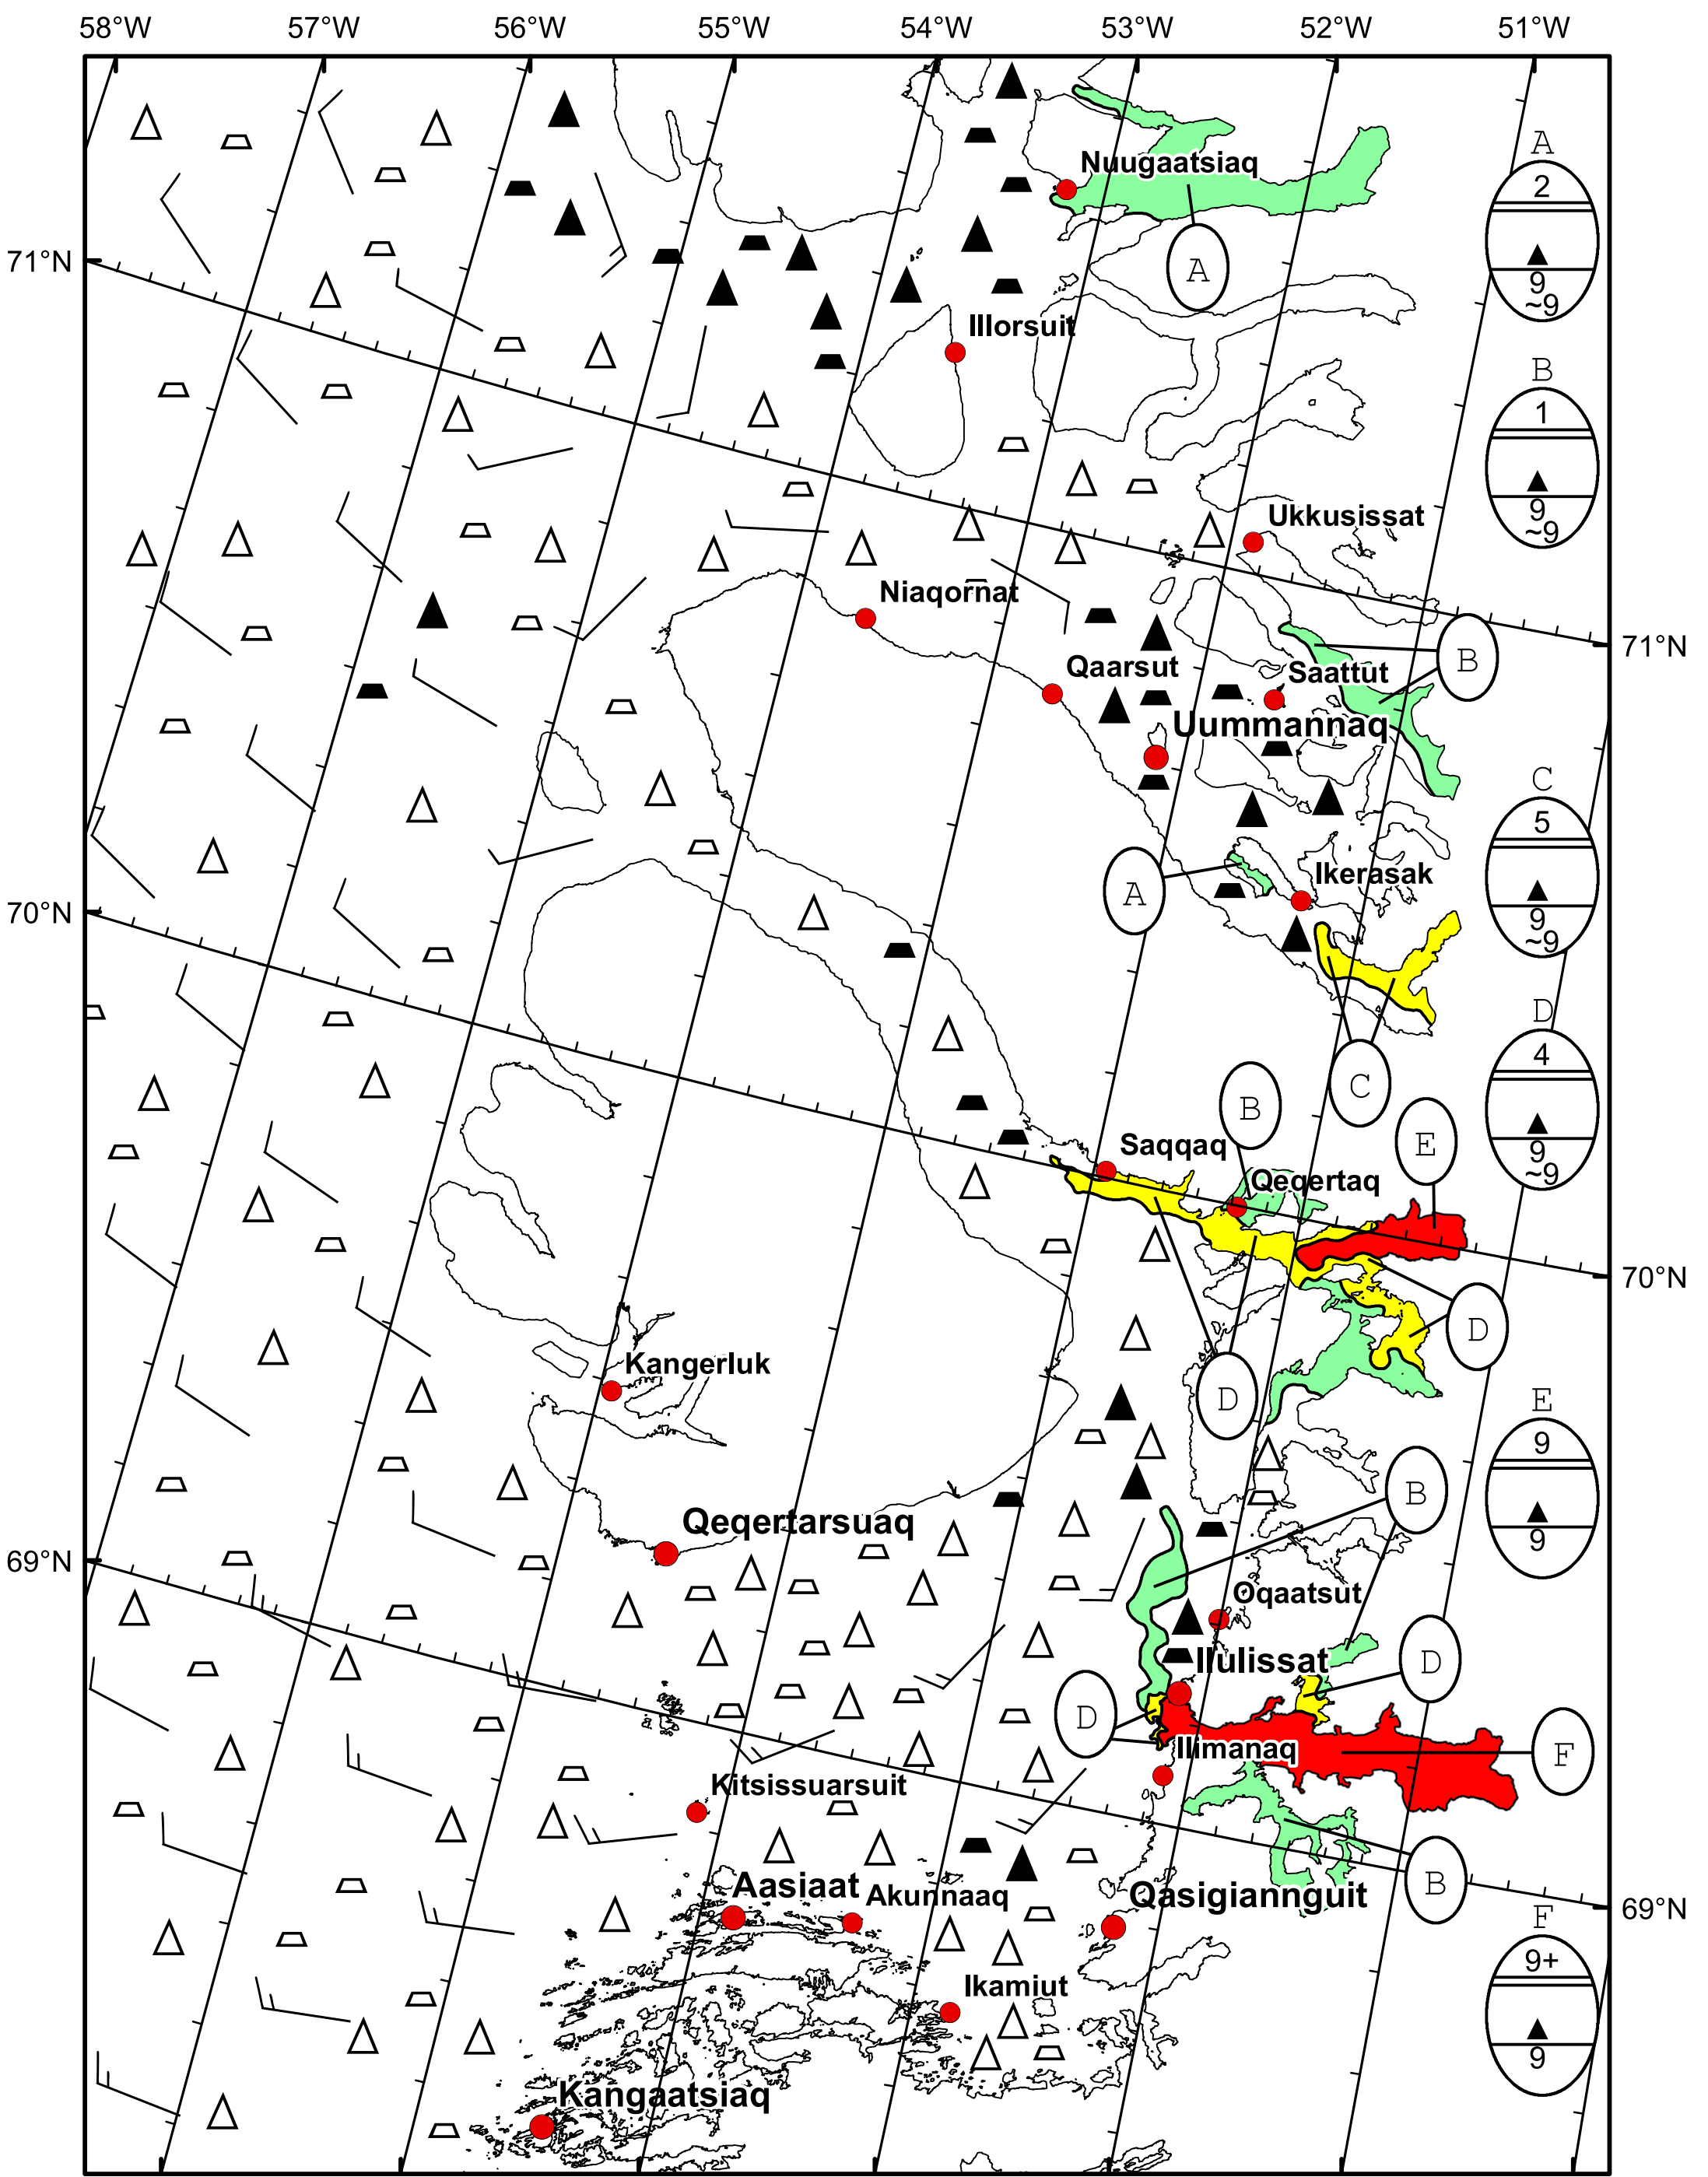 58°W 57°W 56°W 55°W 54°W 53°W 52°W 51°W
A
2
9
~9
Nuugaatsiaq
A
71°N
Illorsuit
B
1
9
~9
Ukkusissat
Niaqornat
71°N
B
Qaarsut
Saattut
Uummannaq
C
5
9
~9
A
Ikerasak
70°N
D
4
9
~9
C
B
E
Saqqaq
Qeqertaq
70°N
D
D
Kangerluk
E
9
9
B
Qeqertarsuaq
69°N
Oqaatsut
Ilulissat
D
D
Ilimanaq
F
Kitsissuarsuit
B
Aasiaat
Akunnaaq
Qasigiannguit
69°N
F
9+
9
Ikamiut
Kangaatsiaq